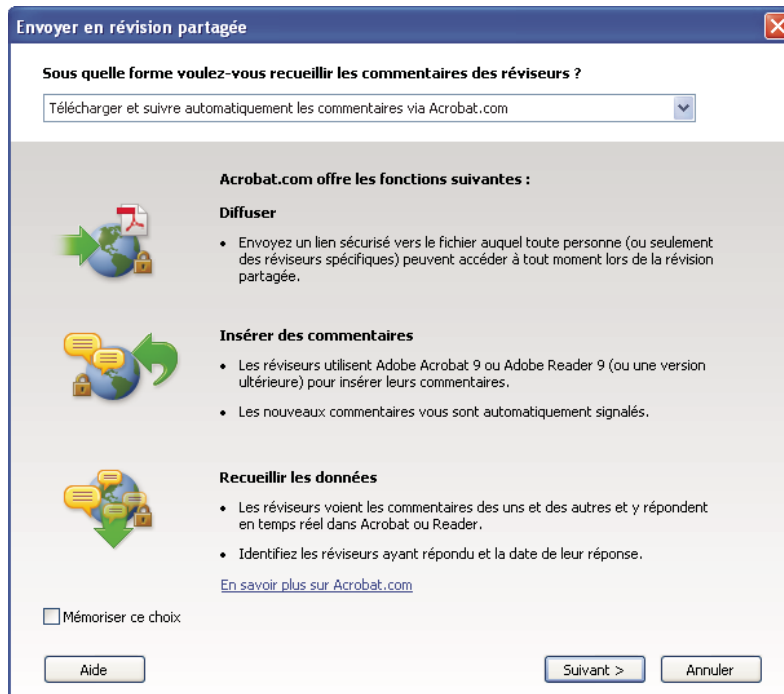 Envoyer en révision partagée
Sous quelle forme voulez-vous recueillir les commentaires des réviseurs ?
Télécharger et suivre automatiquement les commentaires via Acrobat.com
Acrobat.com offre les fonctions suivantes :
Diffuser
• Envoyez un lien sécurisé vers le fichier auquel toute personne (ou seulement
des réviseurs spécifiques) peuvent accéder à tout moment lors de la révision
partagée.
Insérer des commentaires
• Les réviseurs utilisent Adobe Acrobat 9 ou Adobe Reader 9 (ou une version
ultérieure) pour insérer leurs commentaires.
• Les nouveaux commentaires vous sont automatiquement signalés.
Recueillir les données
• Les réviseurs voient les commentaires des uns et des autres et y répondent
en temps réel dans Acrobat ou Reader.
• Identifiez les réviseurs ayant répondu et la date de leur réponse.
En savoir plus sur Acrobat.com
Mémoriser ce choix
Aide
Suivant >
Annuler